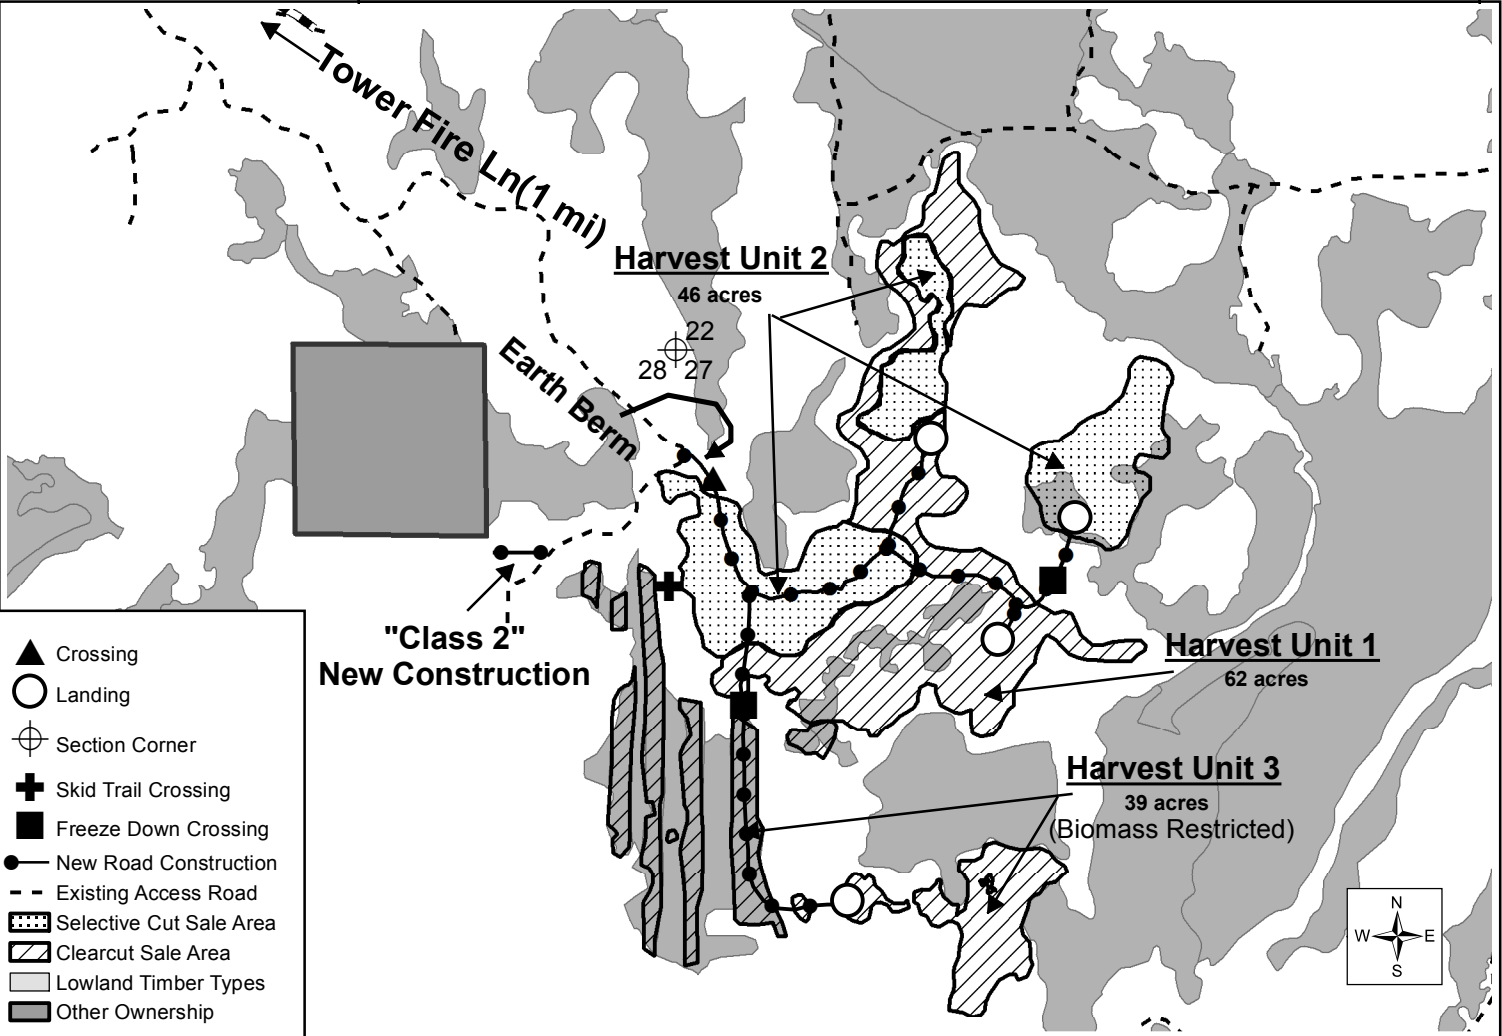 Tower Fire Ln(1 mi)
Harvest Unit 2
46 acres
22
28 27
Earth Berm
"Class 2"
New Construction
Harvest Unit 1
62 acres
Harvest Unit 3
39 acres
(Biomass Restricted)
Crossing
Landing
Section Corner
Skid Trail Crossing
Freeze Down Crossing
New Road Construction
Existing Access Road
Selective Cut Sale Area
Clearcut Sale Area
Lowland Timber Types
Other Ownership
N
W E
S